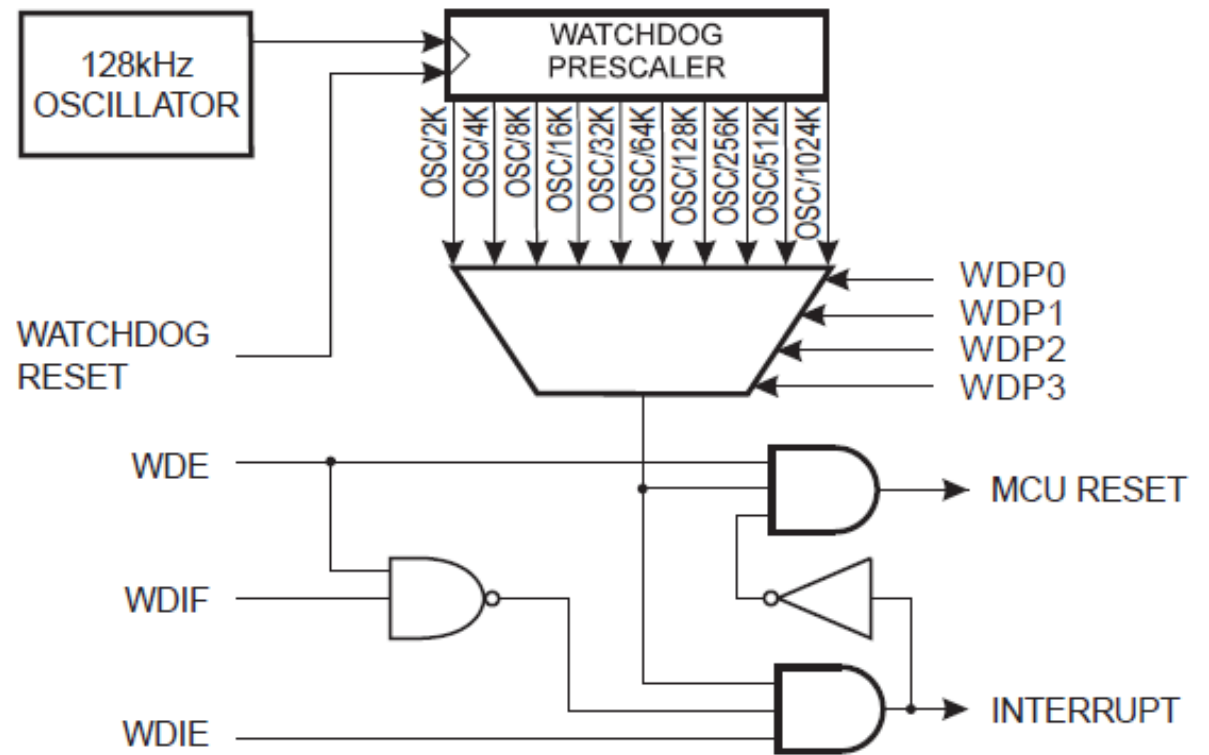 128kHz
OSCILLATOR
WATCHDOG
PRESCALER
OSC/2K
OSC/4K
OSC/8K
OSC/16K
OSC/32K
OSC/64K
OSC/128K
OSC/256K
OSC/512K
OSC/1024K
WDP0
WDP1
WDP2
WDP3
WATCHDOG
RESET
WDE
MCU RESET
WDIF
INTERRUPT
WDIE